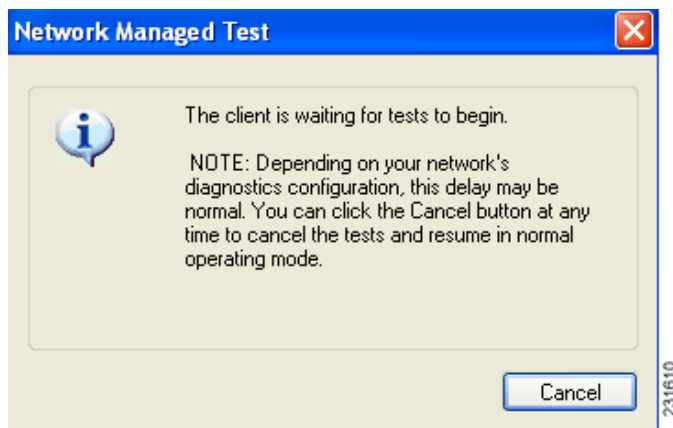 Network Managed Test
The client is waiting for tests to begin.
NOTE: Depending on your network's
diagnostics configuration, this delay may be
normal. You can click the Cancel button at any
time to cancel the tests and resume in normal
operating mode.
Cancel
231610